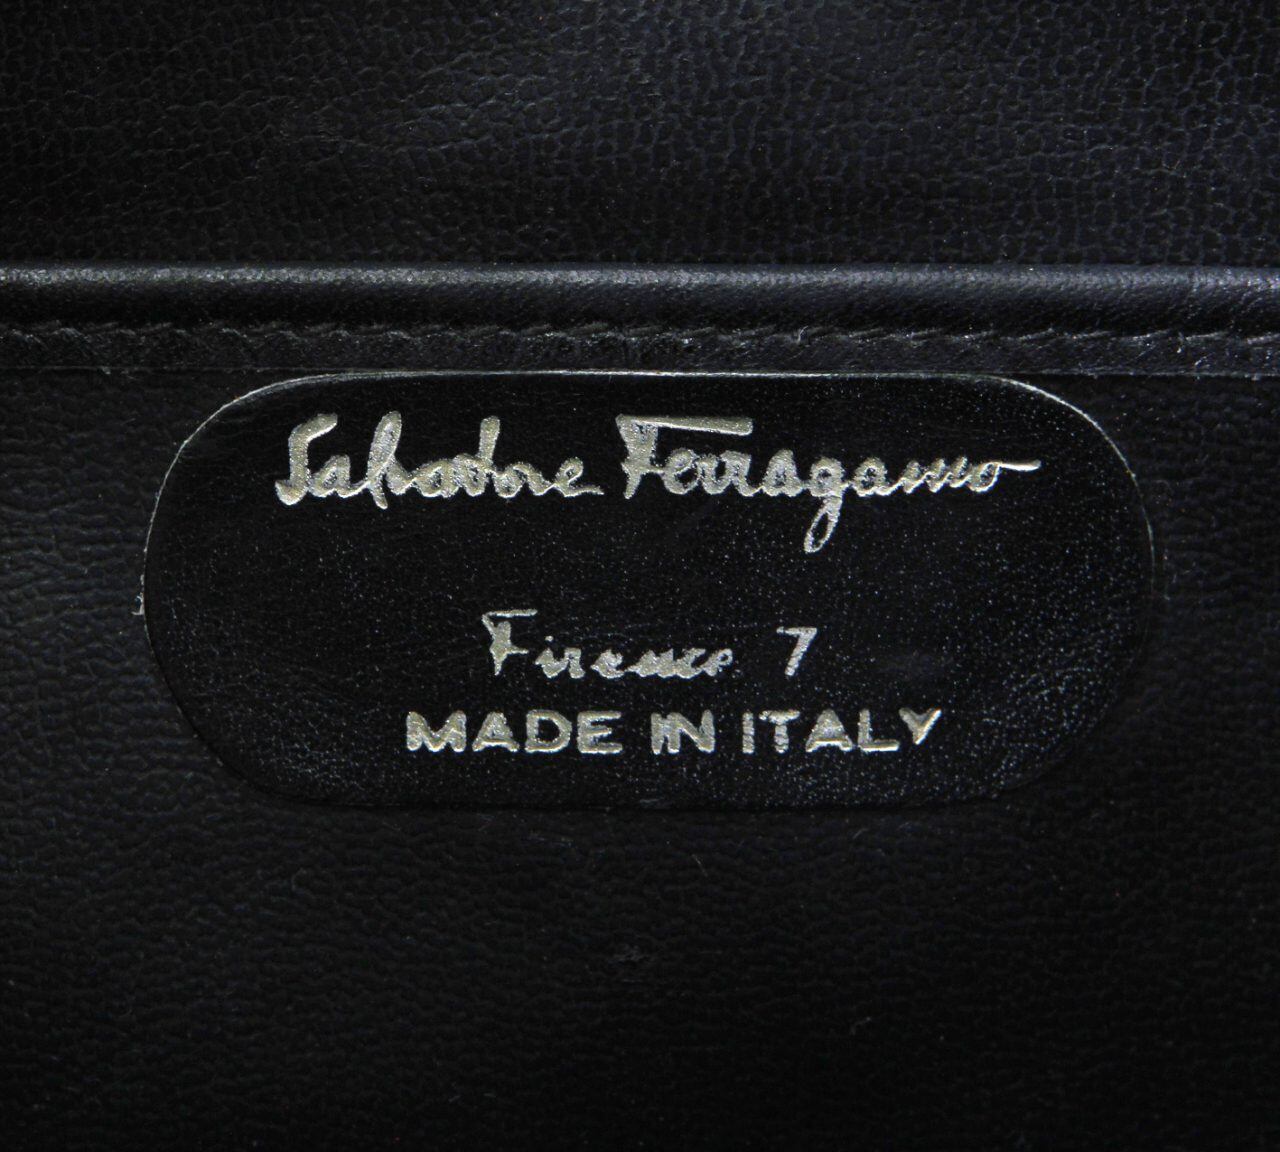 Salvatore Ferragamo
Firenze 7
MADE IN ITALY